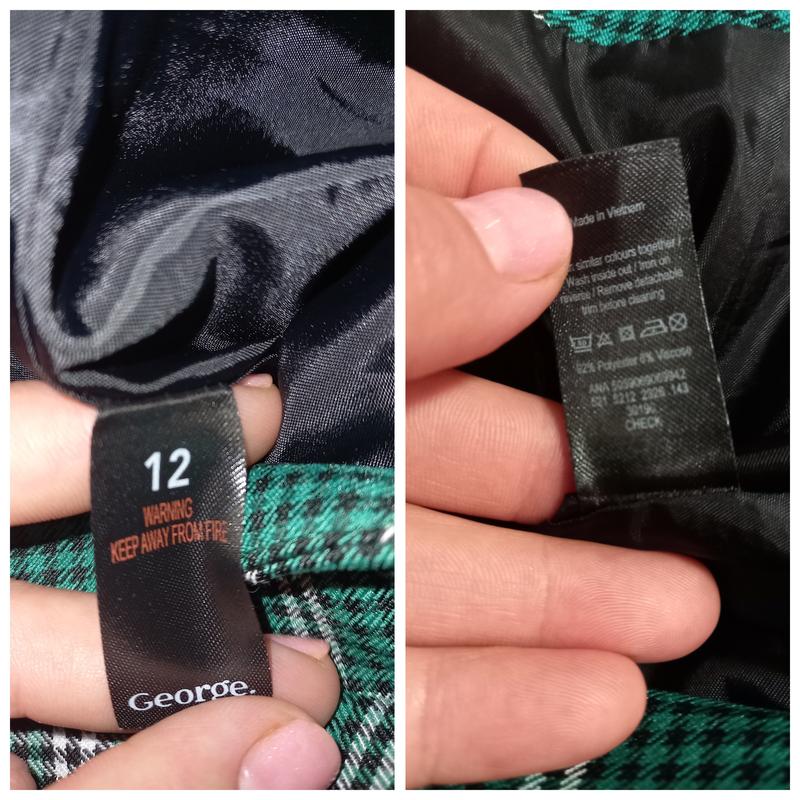 12
WARNING
KEEP AWAY FROM FIRE
George.
Made in Vietnam
similar colours together /
Wash inside out / Iron on
reverse / Remove detachable
trim before cleaning
92% Polyester 8% Viscose
ANA
CHECK